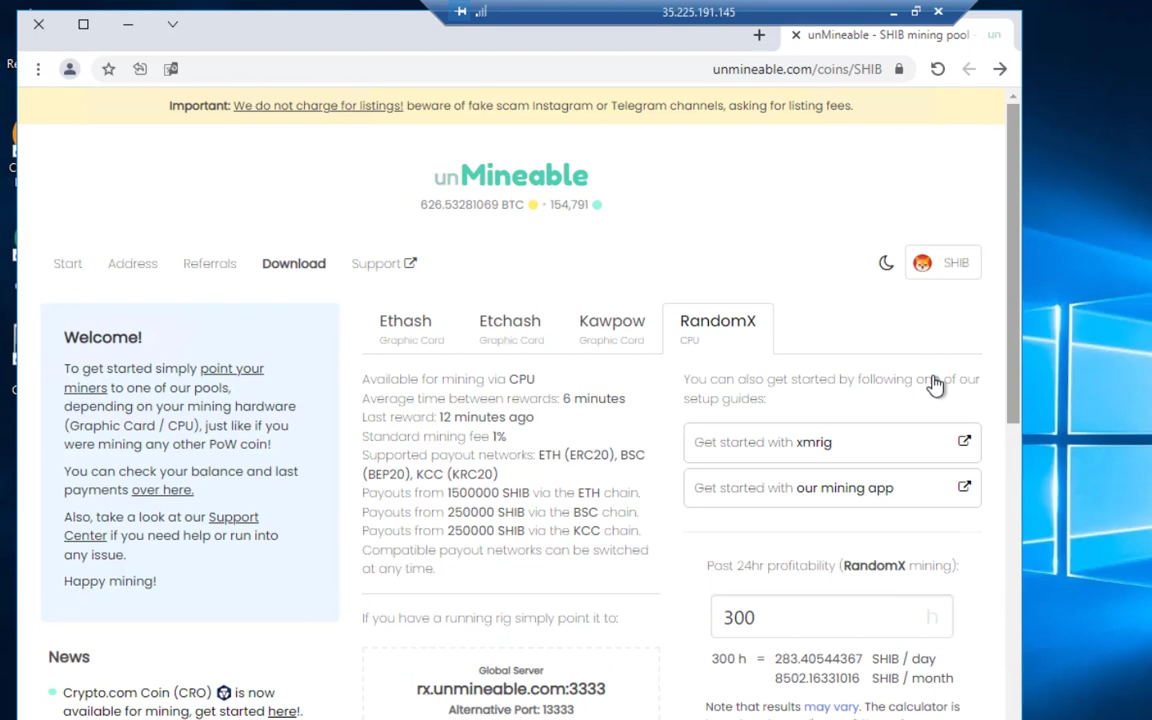 35.225.191.145
unMineable - SHIB mining pool
un
unmineable.com/coins/SHIB
Important: We do not charge for listings! beware of fake scam Instagram or Telegram channels, asking for listing fees.
unMineable
626.53281069 BTC - 154,791
Start Address Referrals Download Support
SHIB
Welcome!
To get started simply point your
miners to one of our pools,
depending on your mining hardware
(Graphic Card / CPU), just like if you
were mining any other PoW coin!
You can check your balance and last
payments over here.
Also, take a look at our Support
Center if you need help or run into
any issue.
Happy mining!
News
Crypto.com Coin (CRO) is now
available for mining, get started here!.
Ethash
Graphic Card
Etchash
Graphic Card
Kawpow
Graphic Card
RandomX
CPU
Available for mining via CPU
Average time between rewards: 6 minutes
Last reward: 12 minutes ago
Standard mining fee 1%
Supported payout networks: ETH (ERC20), BSC
(BEP20), KCC (KRC20)
Payouts from 1500000 SHIB via the ETH chain.
Payouts from 250000 SHIB via the BSC chain.
Payouts from 250000 SHIB via the KCC chain.
Compatible payout networks can be switched
at any time.
If you have a running rig simply point it to:
Global Server
rx.unmineable.com:3333
Alternative Port: 13333
You can also get started by following one of our
setup guides:
Get started with xmrig
Get started with our mining app
Past 24hr profitability (RandomX mining):
300 h
300 h = 283.40544367 SHIB / day
8502.16331016 SHIB / month
Note that results may vary. The calculator is